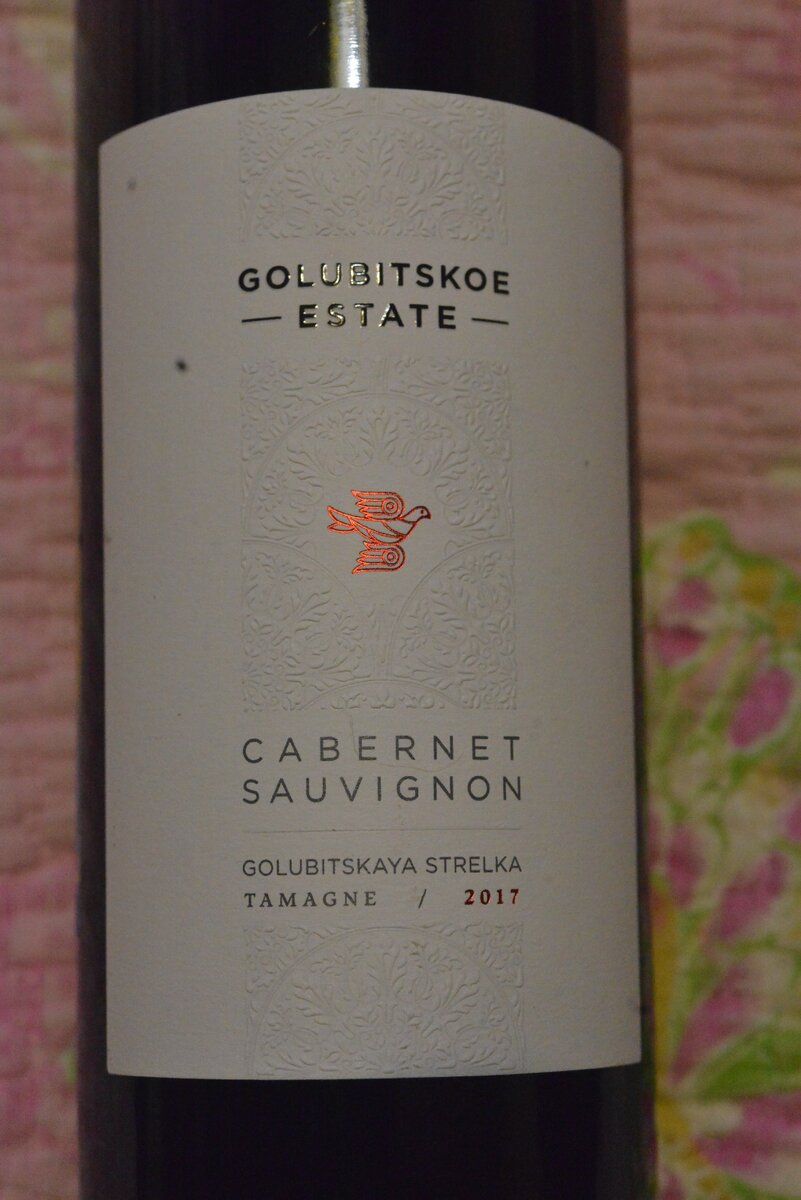 GOLUBITSKOE
— ESTATE —
CABERNET
SAUVIGNON
GOLUBITSKAYA STRELKA
TAMAGNE / 2017